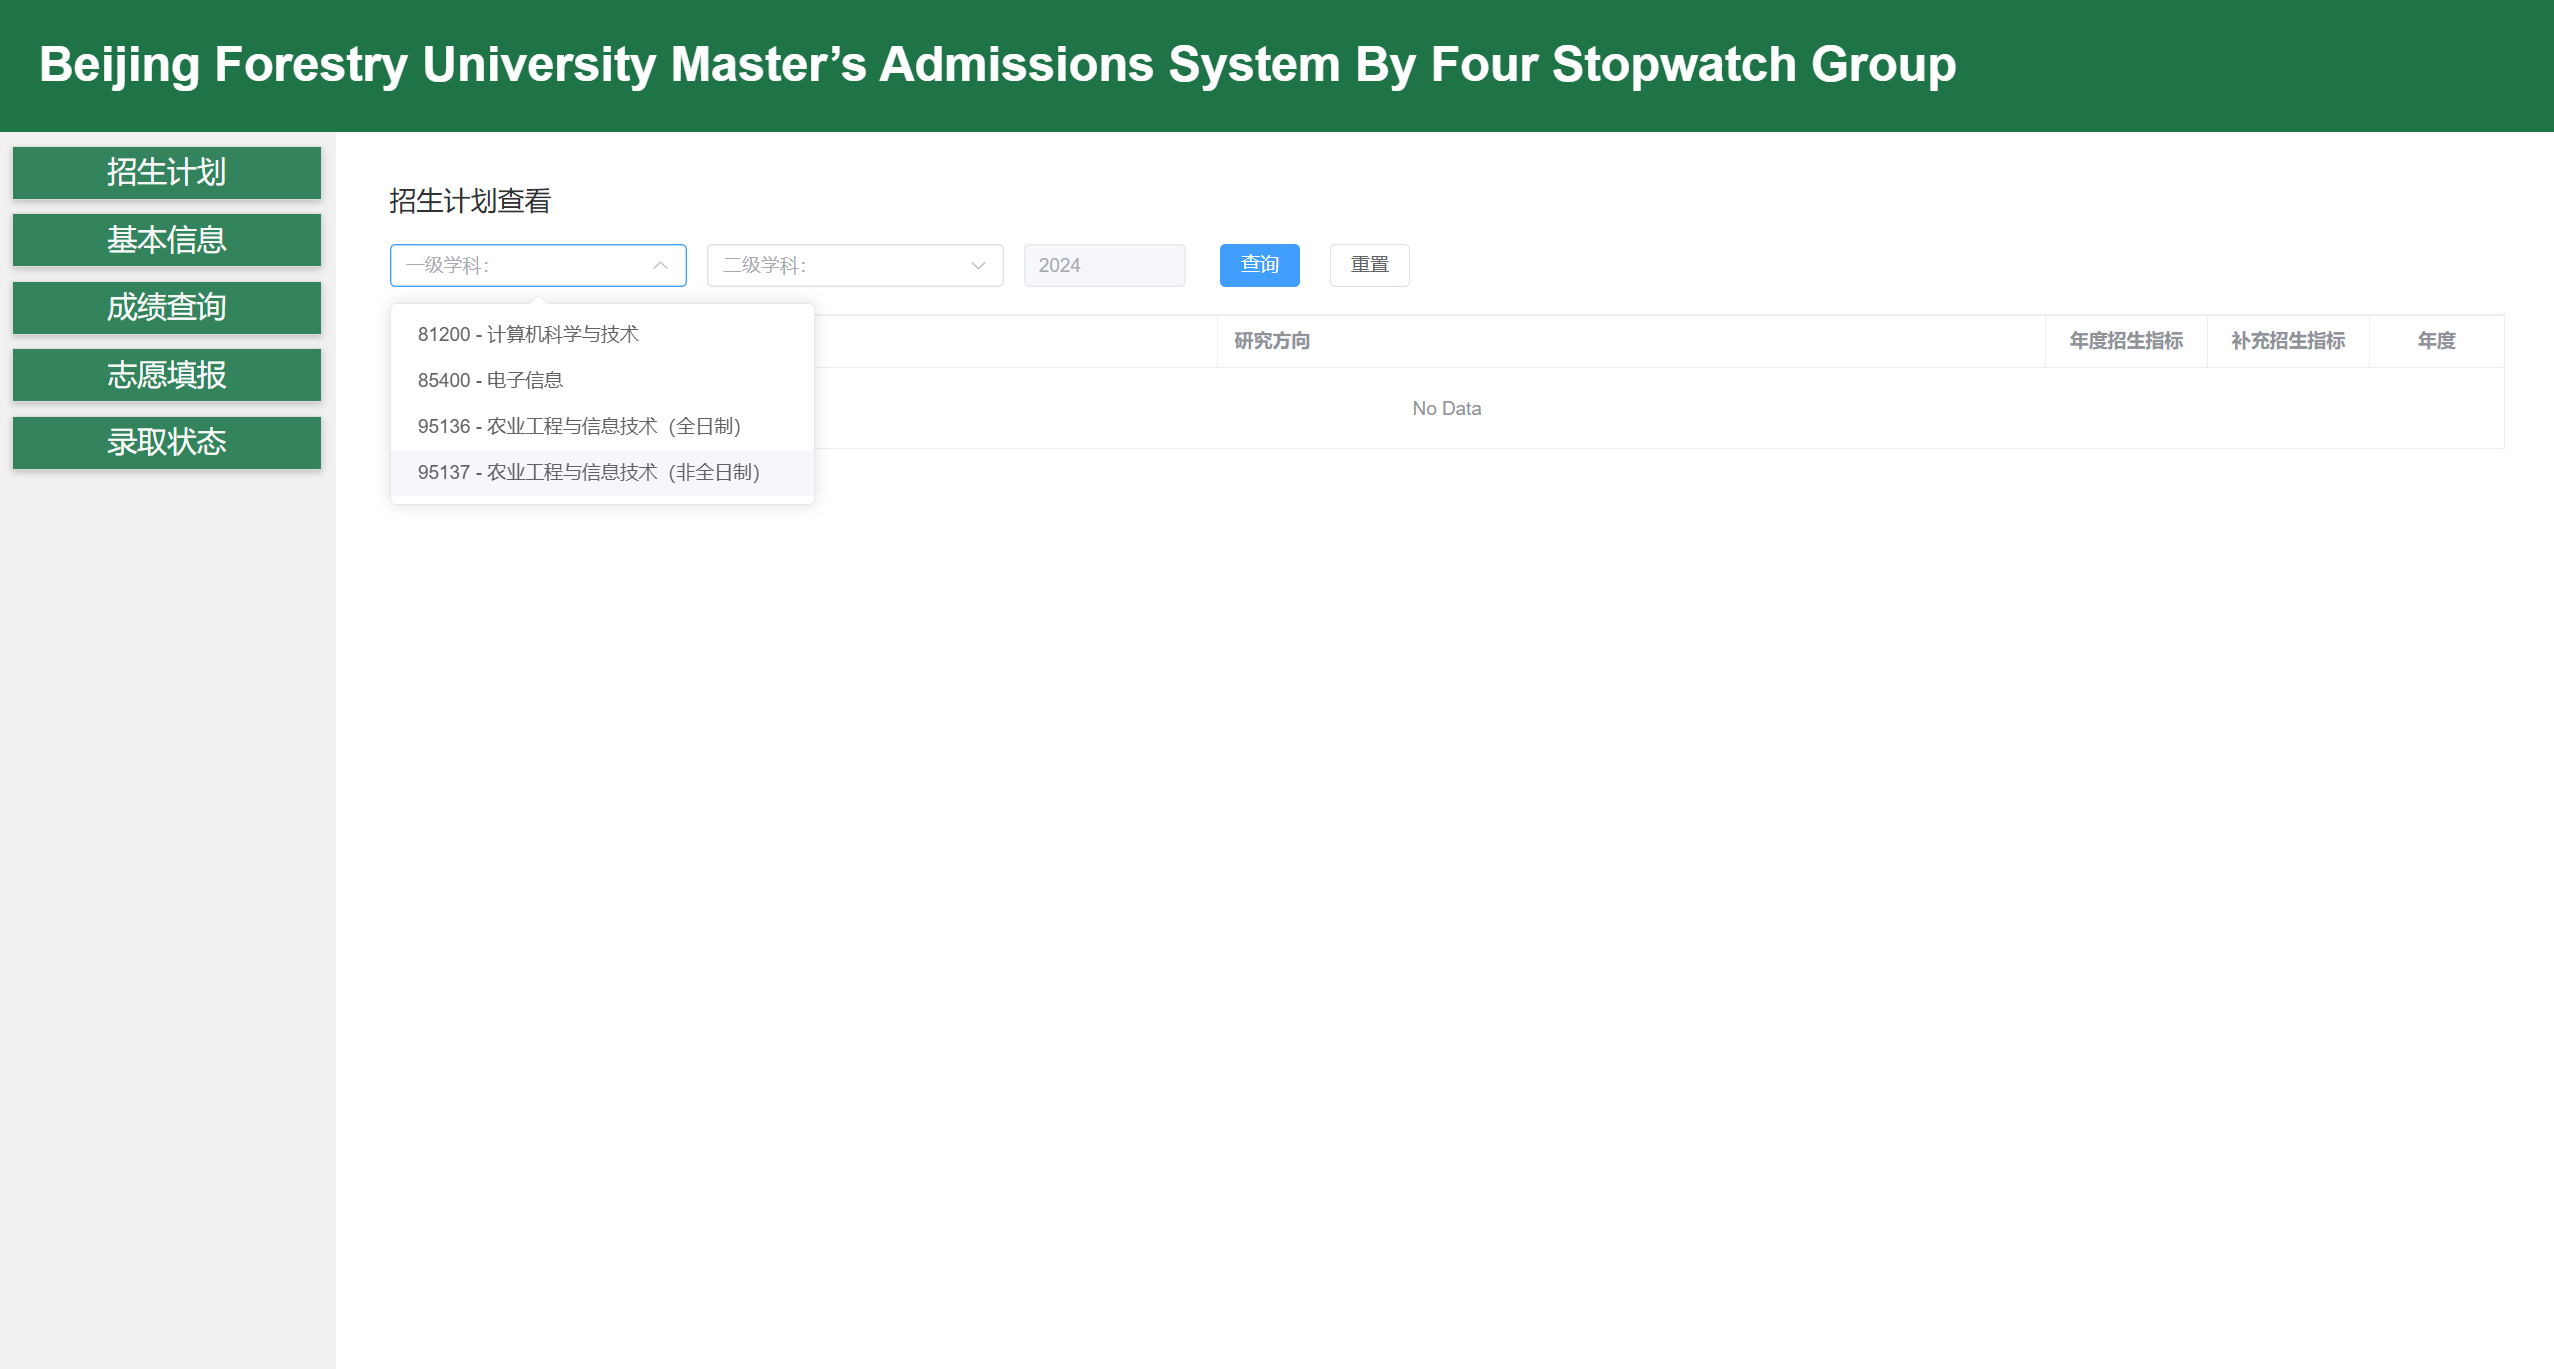 Beijing Forestry University Master’s Admissions System By Four Stopwatch Group
招生计划
基本信息
成绩查询
志愿填报
录取状态
招生计划查看
一级学科：
二级学科：
2024
查询
重置
81200 - 计算机科学与技术
85400 - 电子信息
95136 - 农业工程与信息技术（全日制）
95137 - 农业工程与信息技术（非全日制）
研究方向
年度招生指标
补充招生指标
年度
No Data